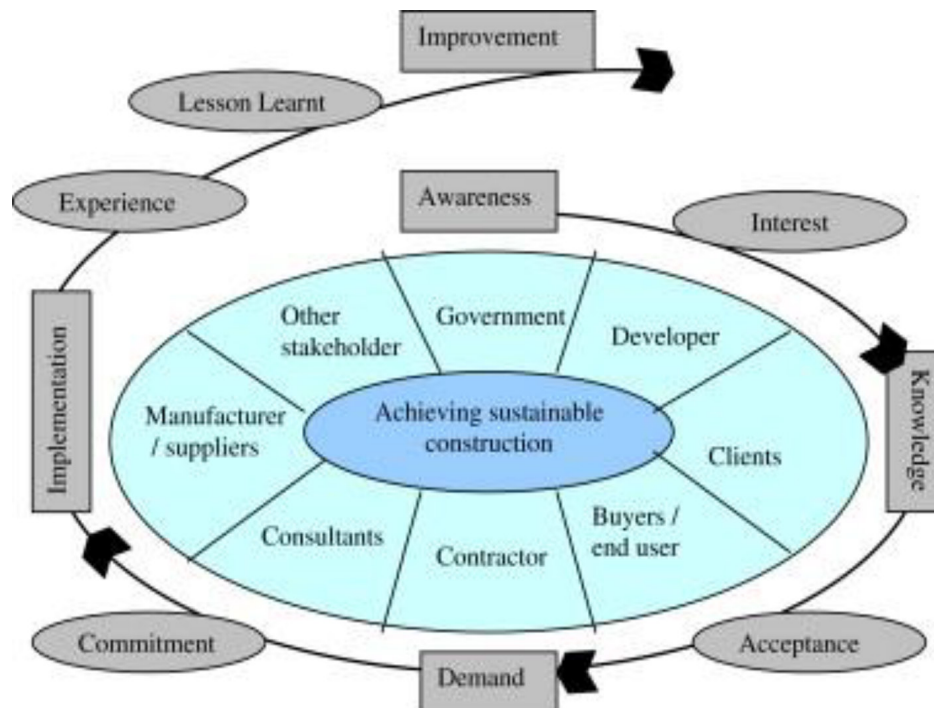 Improvement
Lesson Learnt
Experience
Awareness
Interest
Other
stakeholder
Government
Developer
Implementation
Manufacturer
/ suppliers
Achieving sustainable
construction
Clients
Knowledge
Consultants
Contractor
Buyers /
end user
Commitment
Demand
Acceptance